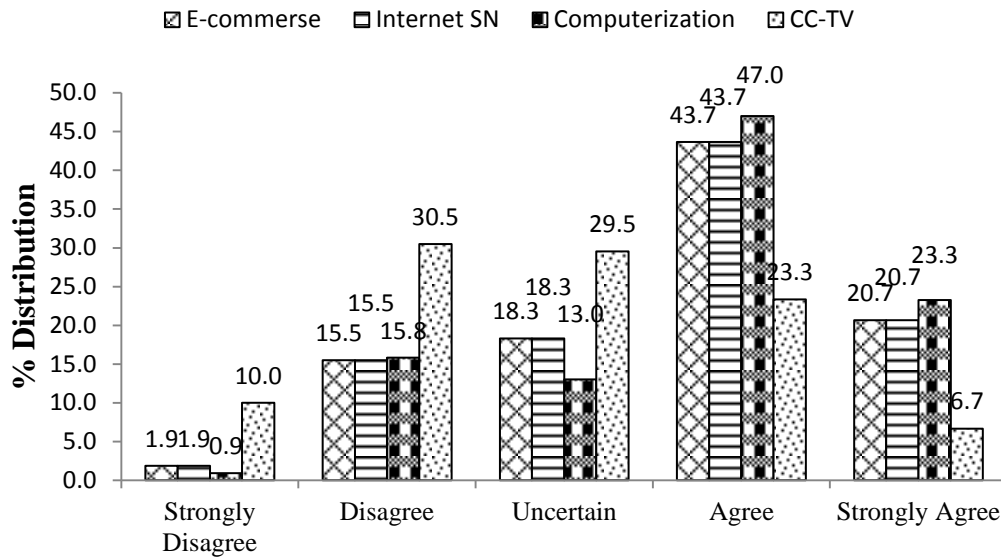 E-commerse Internet SN Computerization CC-TV
% Distribution
50.0
45.0
40.0
35.0
30.0
25.0
20.0
15.0
10.0
5.0
0.0
1.9 1.9 0.9 10.0
15.5 15.5 15.8 30.5
18.3 18.3 13.0 29.5
43.7 43.7 47.0 23.3
20.7 20.7 23.3 6.7
Strongly
Disagree
Disagree
Uncertain
Agree
Strongly Agree